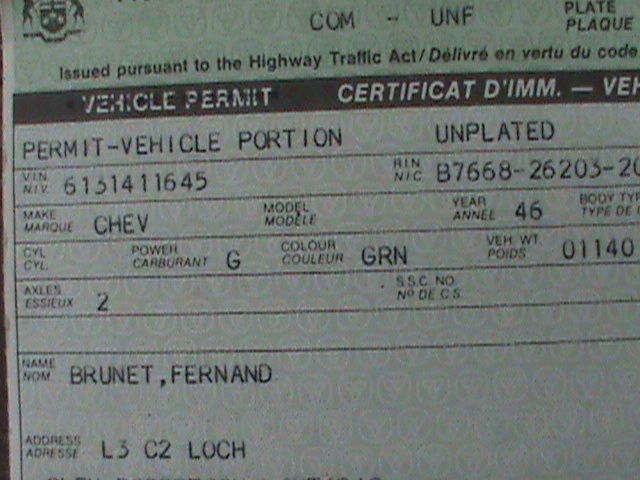 COM - UNF PLATE
PLAQUE
Issued pursuant to the Highway Traffic Act/Délivré en vertu du code
VEHICLE PERMIT CERTIFICAT D'IMM. — VEH
PERMIT-VEHICLE PORTION UNPLATED
V.I.N. N.I.V. 6131411645 R.I.N. N.I.C. B7668-26203-20
MAKE MARQUE CHEV MODEL MODÈLE YEAR ANNÉE 46 BODY TYP TYPE DE
CYL. CYL. POWER CARBURANT G COLOUR COULEUR GRN VEH. WT. POIDS 01140
AXLES ESSIEUX 2 S.S.C. NO. Nº DE C.S.
NAME NOM BRUNET,FERNAND
ADDRESS ADRESSE L3 C2 LOCH